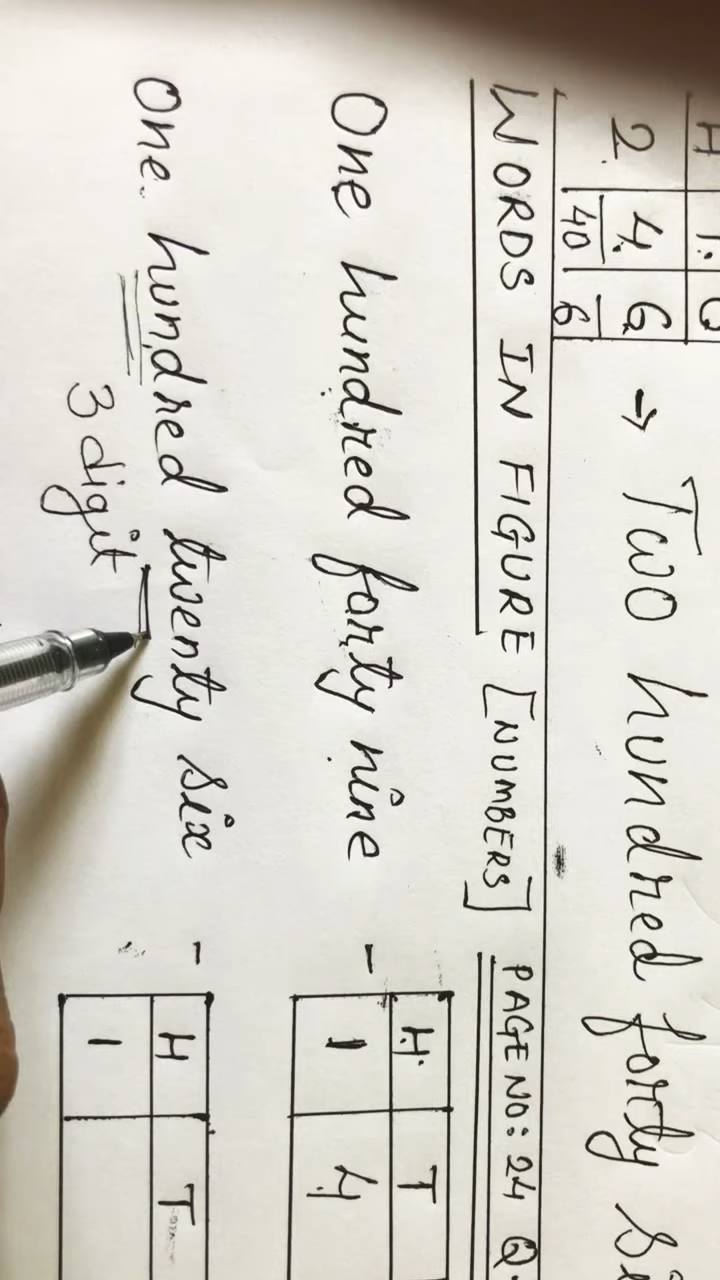 H T. O
2. 4. 6 → Two hundred forty si
40 6
WORDS IN FIGURE [NUMBERS] PAGE NO: 24 Q.
H. T
One hundred forty nine - 1 4
H T
One hundred twenty six - 1
3 digit